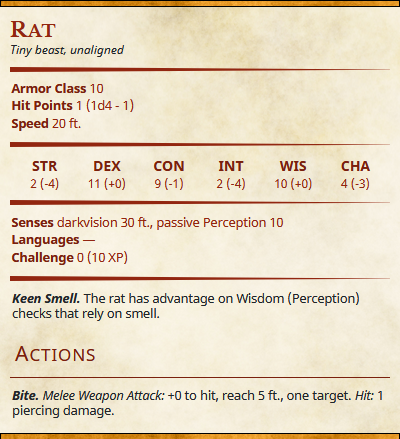 Rat
Tiny beast, unaligned
Armor Class 10
Hit Points 1 (1d4 - 1)
Speed 20 ft.
STR DEX CON INT WIS CHA
2 (-4) 11 (+0) 9 (-1) 2 (-4) 10 (+0) 4 (-3)
Senses darkvision 30 ft., passive Perception 10
Languages —
Challenge 0 (10 XP)
Keen Smell. The rat has advantage on Wisdom (Perception)
checks that rely on smell.
Actions
Bite. Melee Weapon Attack: +0 to hit, reach 5 ft., one target. Hit: 1
piercing damage.